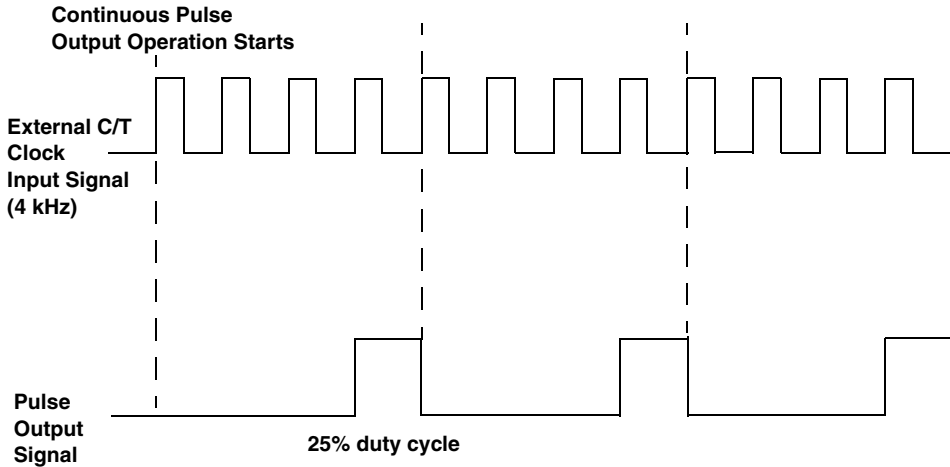 Continuous Pulse
Output Operation Starts
External C/T
Clock
Input Signal
(4 kHz)
Pulse
Output
Signal
25% duty cycle